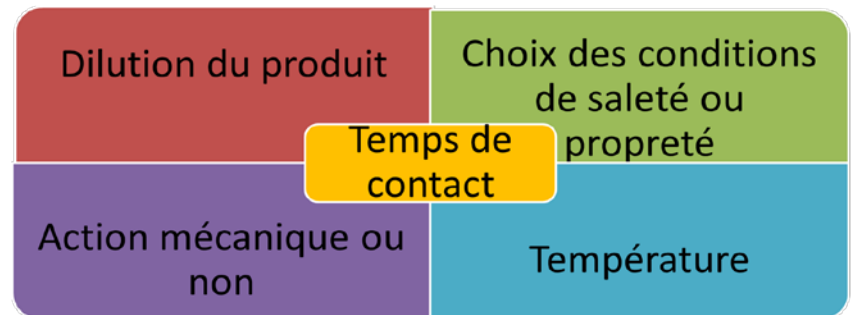 Dilution du produit
Choix des conditions
de saleté ou
propreté
Temps de
contact
Action mécanique ou
non
Température